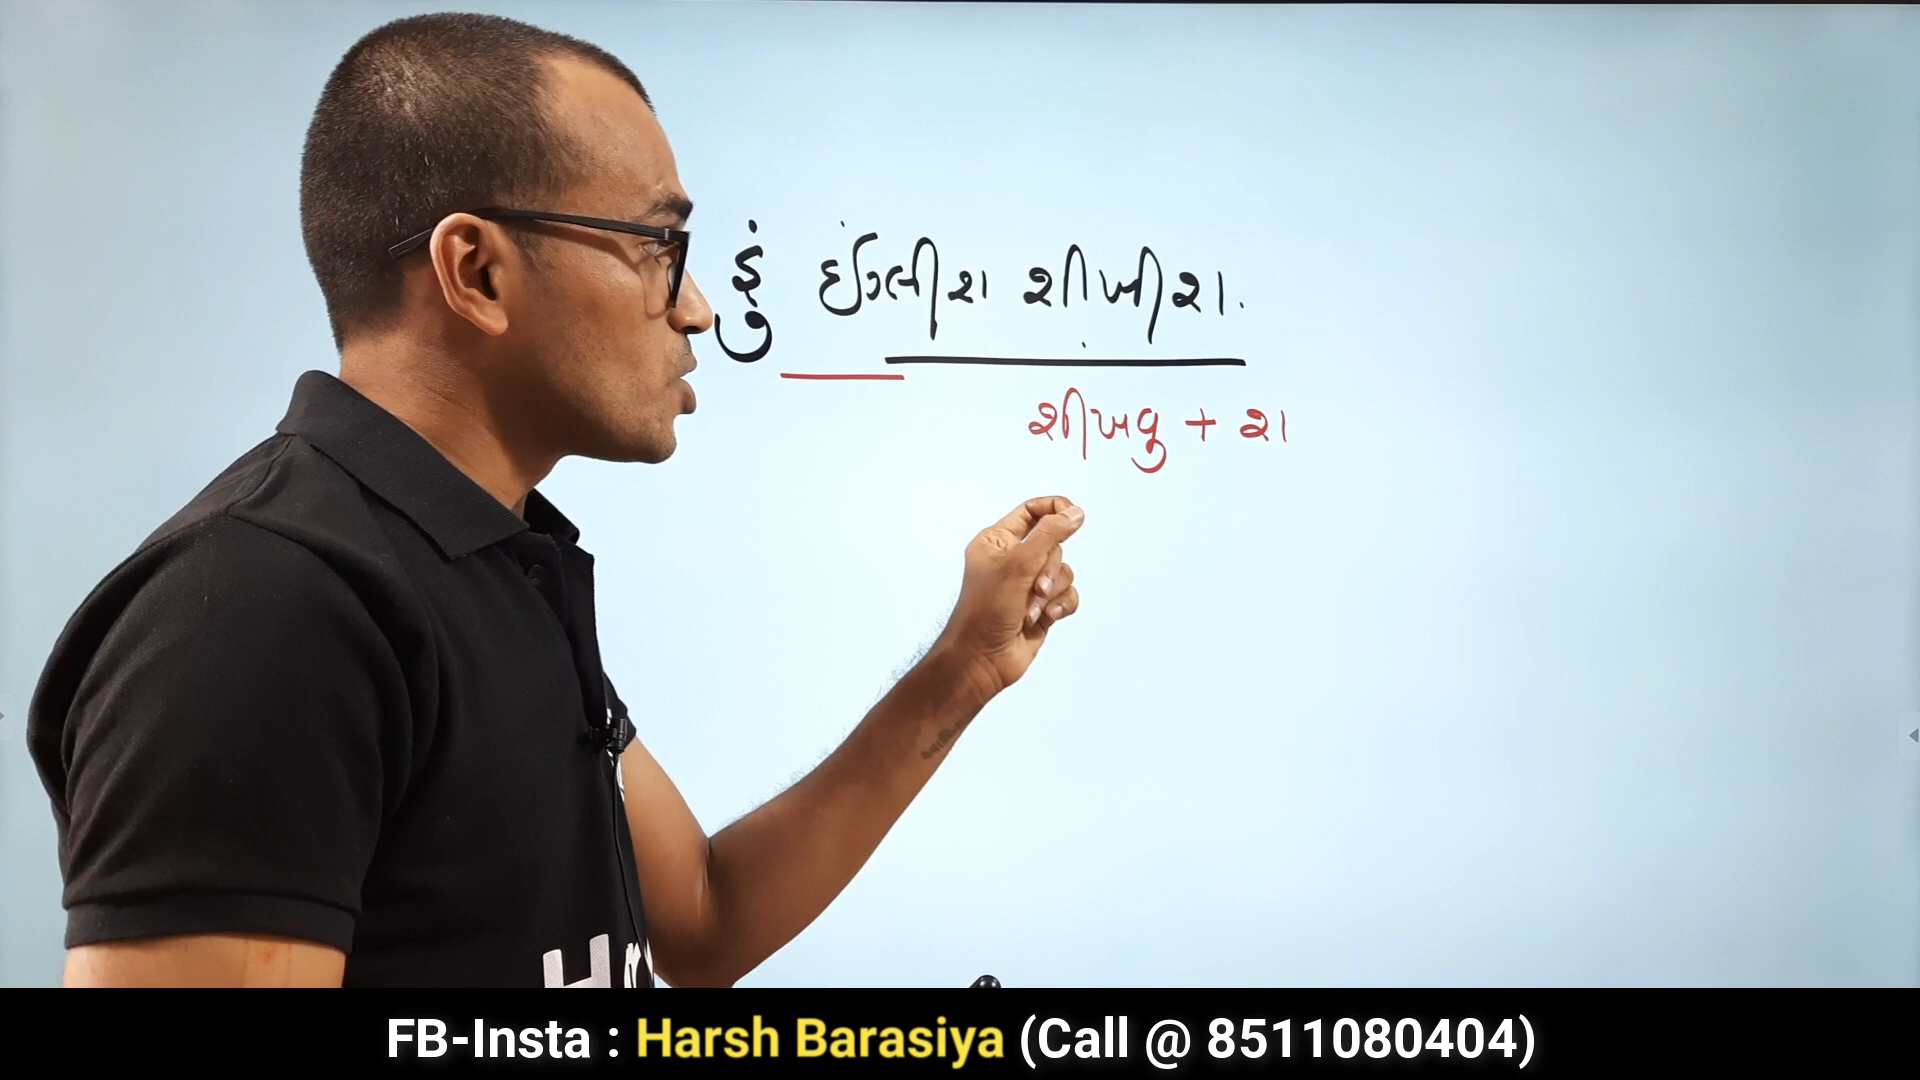 હું ઈંગ્લીશ શીખીશ.
શીખવુ + શ
H
FB-Insta : Harsh Barasiya (Call @ 8511080404)